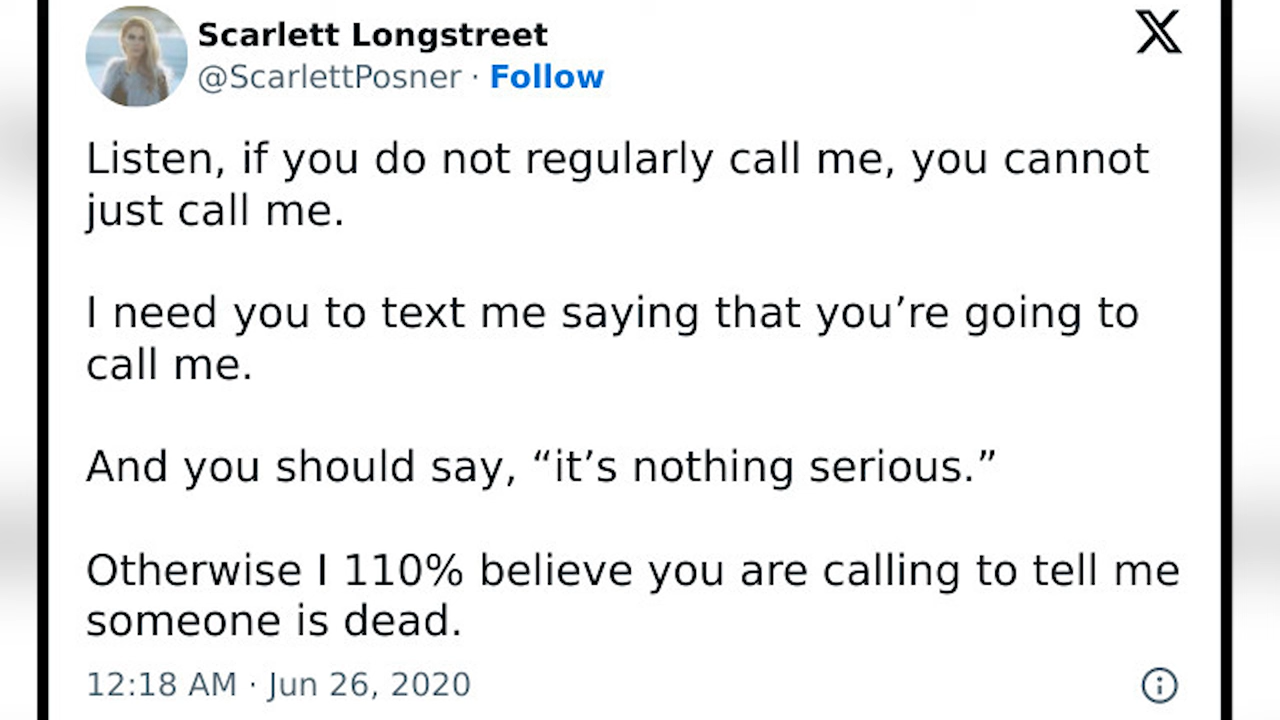 Scarlett Longstreet
@ScarlettPosner · Follow
Listen, if you do not regularly call me, you cannot
just call me.
I need you to text me saying that you’re going to
call me.
And you should say, “it’s nothing serious.”
Otherwise I 110% believe you are calling to tell me
someone is dead.
12:18 AM · Jun 26, 2020